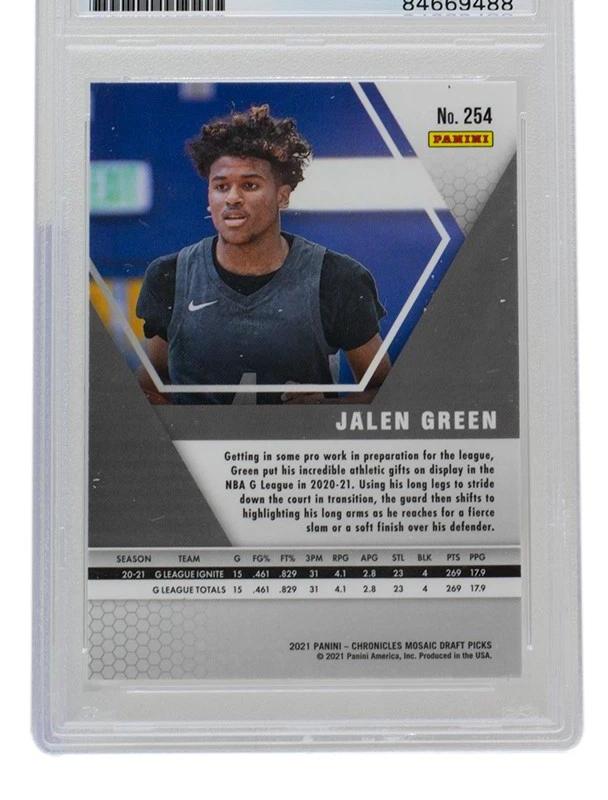 84669488
No. 254
PANINI
JALEN GREEN
Getting in some pro work in preparation for the league,
Green put his incredible athletic gifts on display in the
NBA G League in 2020-21. Using his long legs to stride
down the court in transition, the guard then shifts to
highlighting his long arms as he reaches for a fierce
slam or a soft finish over his defender.
SEASON TEAM G FG% FT% 3PM RPG APG STL BLK PTS PPG
20-21 G LEAGUE IGNITE 15 .461 .829 31 4.1 2.8 23 4 269 17.9
G LEAGUE TOTALS 15 .461 .829 31 4.1 2.8 23 4 269 17.9
2021 PANINI – CHRONICLES MOSAIC DRAFT PICKS
© 2021 Panini America, Inc. Produced in the USA.